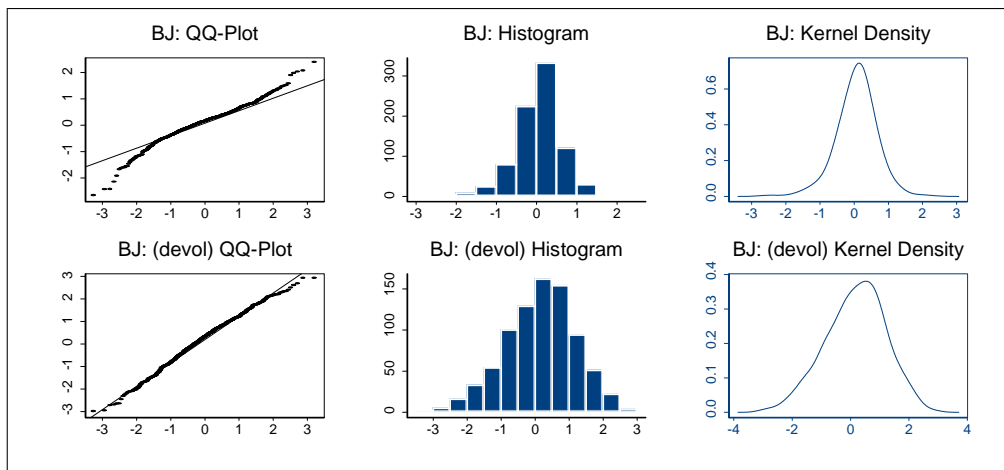 BJ: QQ-Plot
2
1
0
-1
-2
-3 -2 -1 0 1 2 3
BJ: Histogram
300
200
100
0
-3 -2 -1 0 1 2
BJ: Kernel Density
0.6
0.4
0.2
0.0
-3 -1 0 1 2 3
BJ: (devol) QQ-Plot
3
2
1
0
-1
-2
-3
-3 -2 -1 0 1 2 3
BJ: (devol) Histogram
150
100
50
0
-3 -2 -1 0 1 2 3
BJ: (devol) Kernel Density
0.4
0.3
0.2
0.1
0.0
-4 -2 0 2 4